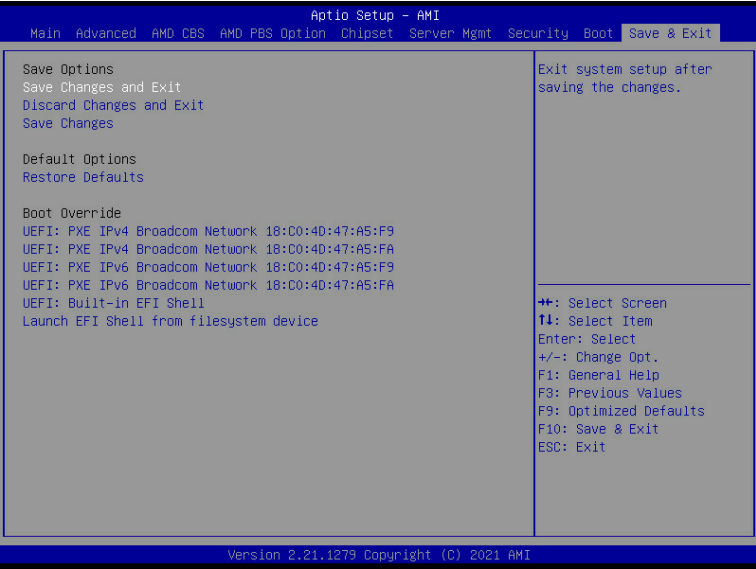 Aptio Setup - AMI
Main Advanced AMD CBS AMD PBS Option Chipset Server Mgmt Security Boot Save & Exit
Save Options
Save Changes and Exit
Discard Changes and Exit
Save Changes
Default Options
Restore Defaults
Boot Override
UEFI: PXE IPv4 Broadcom Network 18:C0:4D:47:A5:F9
UEFI: PXE IPv4 Broadcom Network 18:C0:4D:47:A5:FA
UEFI: PXE IPv6 Broadcom Network 18:C0:4D:47:A5:F9
UEFI: PXE IPv6 Broadcom Network 18:C0:4D:47:A5:FA
UEFI: Built-in EFI Shell
Launch EFI Shell from filesystem device
Exit system setup after
saving the changes.
→←: Select Screen
↑↓: Select Item
Enter: Select
+/-: Change Opt.
F1: General Help
F3: Previous Values
F9: Optimized Defaults
F10: Save & Exit
ESC: Exit
Version 2.21.1279 Copyright (C) 2021 AMI